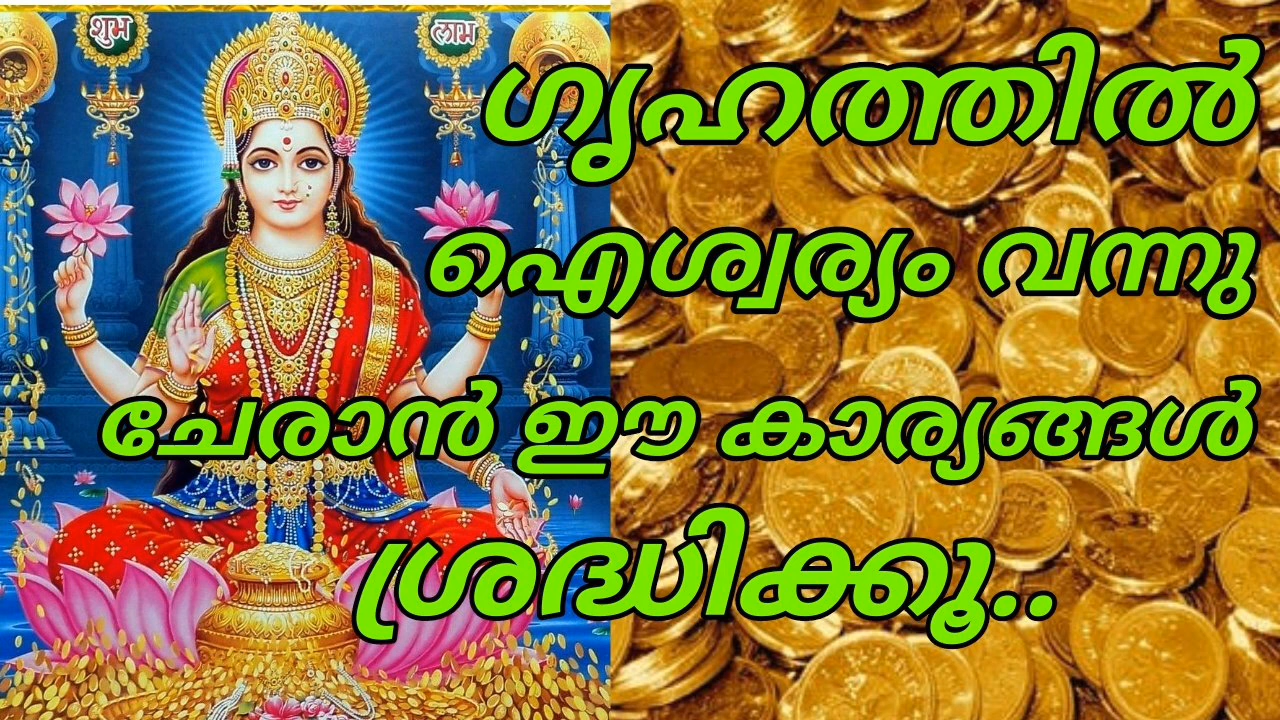 शुभ
लाभ
ഗൃഹത്തിൽ
ഐശ്വര്യം വന്നു
ചേരാൻ ഈ കാര്യങ്ങൾ
ശ്രദ്ധിക്കൂ..